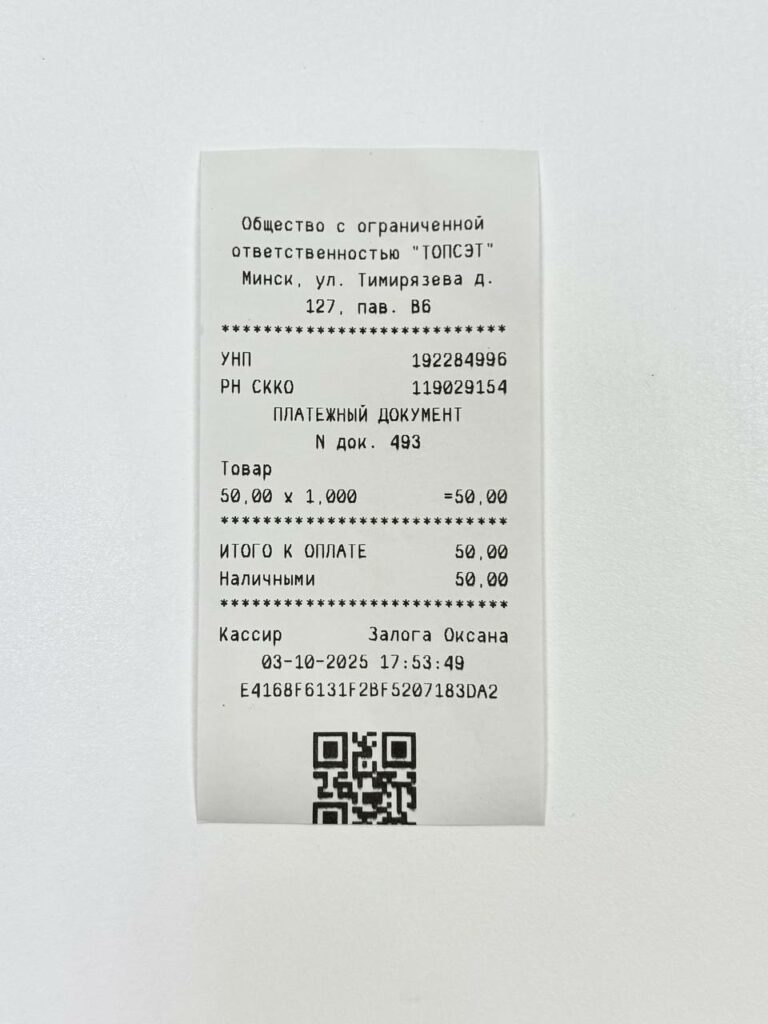 Общество с ограниченной
ответственностью "ТОПСЭТ"
Минск, ул. Тимирязева д.
127, пав. В6
***************************
УНП 192284996
РН СККО 119029154
ПЛАТЕЖНЫЙ ДОКУМЕНТ
N док. 493
Товар
50,00 x 1,000 =50,00
***************************
ИТОГО К ОПЛАТЕ 50,00
Наличными 50,00
***************************
Кассир Залога Оксана
03-10-2025 17:53:49
E4168F6131F2BF5207183DA2